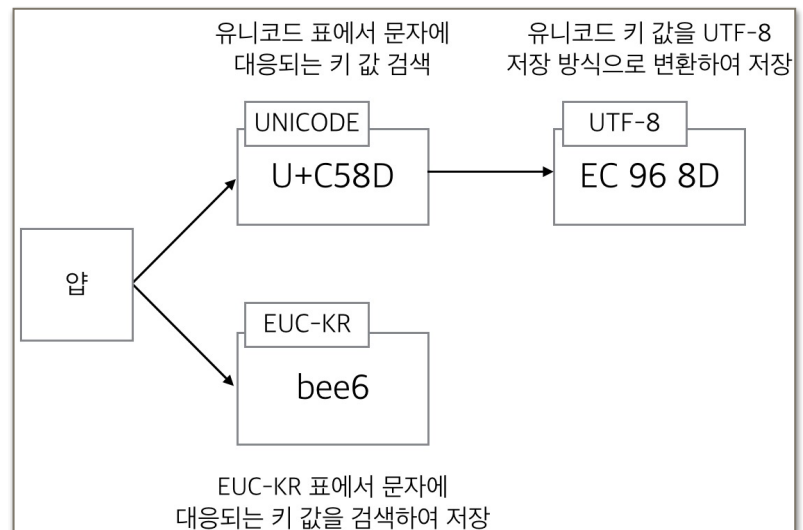 유니코드 표에서 문자에
대응되는 키 값 검색
유니코드 키 값을 UTF-8
저장 방식으로 변환하여 저장
UNICODE
U+C58D
UTF-8
EC 96 8D
얍
EUC-KR
bee6
EUC-KR 표에서 문자에
대응되는 키 값을 검색하여 저장